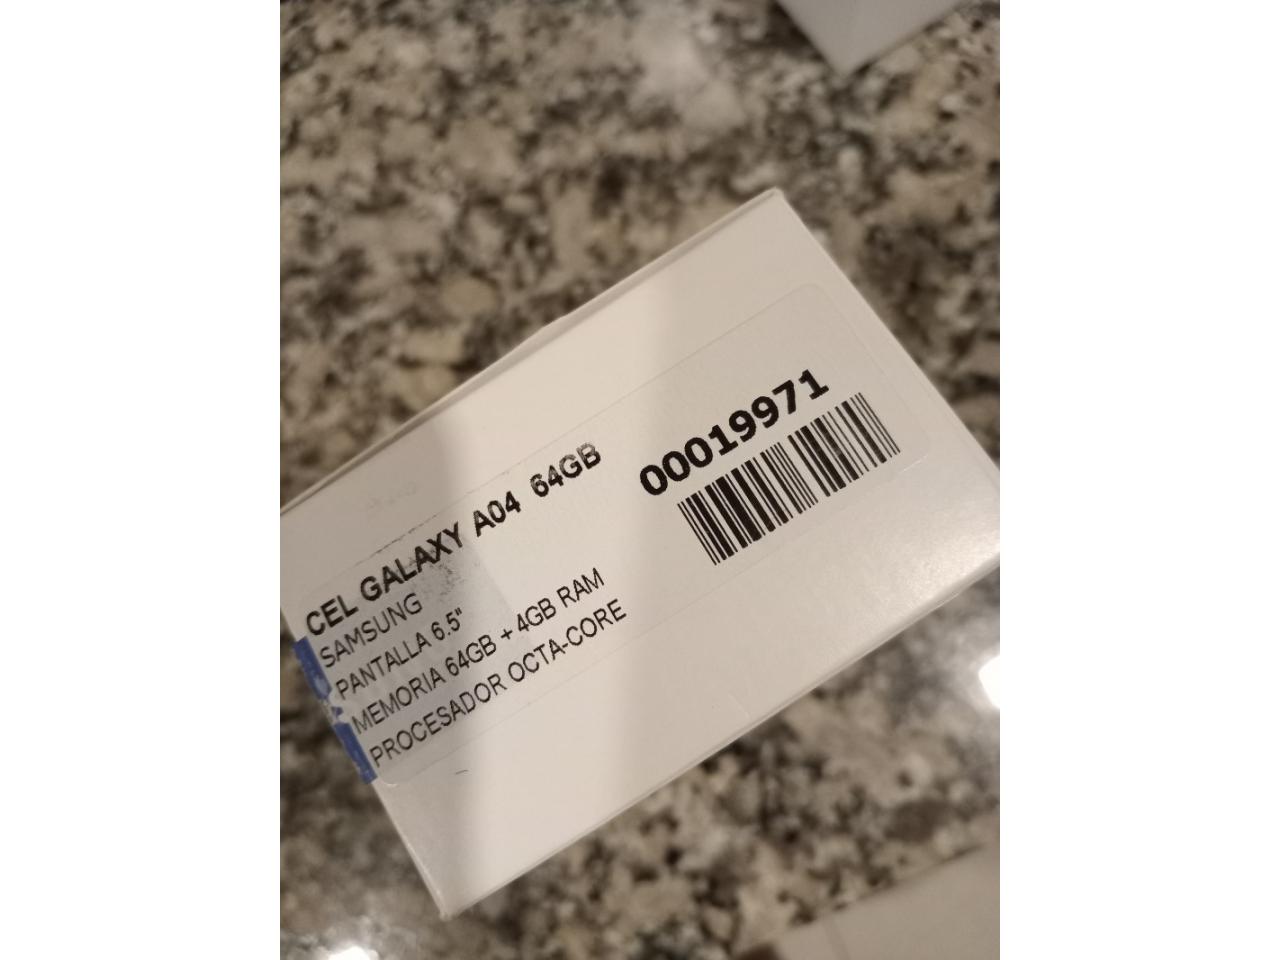 CEL GALAXY A04 64GB
SAMSUNG
PANTALLA 6.5"
MEMORIA 64GB + 4GB RAM
PROCESADOR OCTA-CORE
00019971